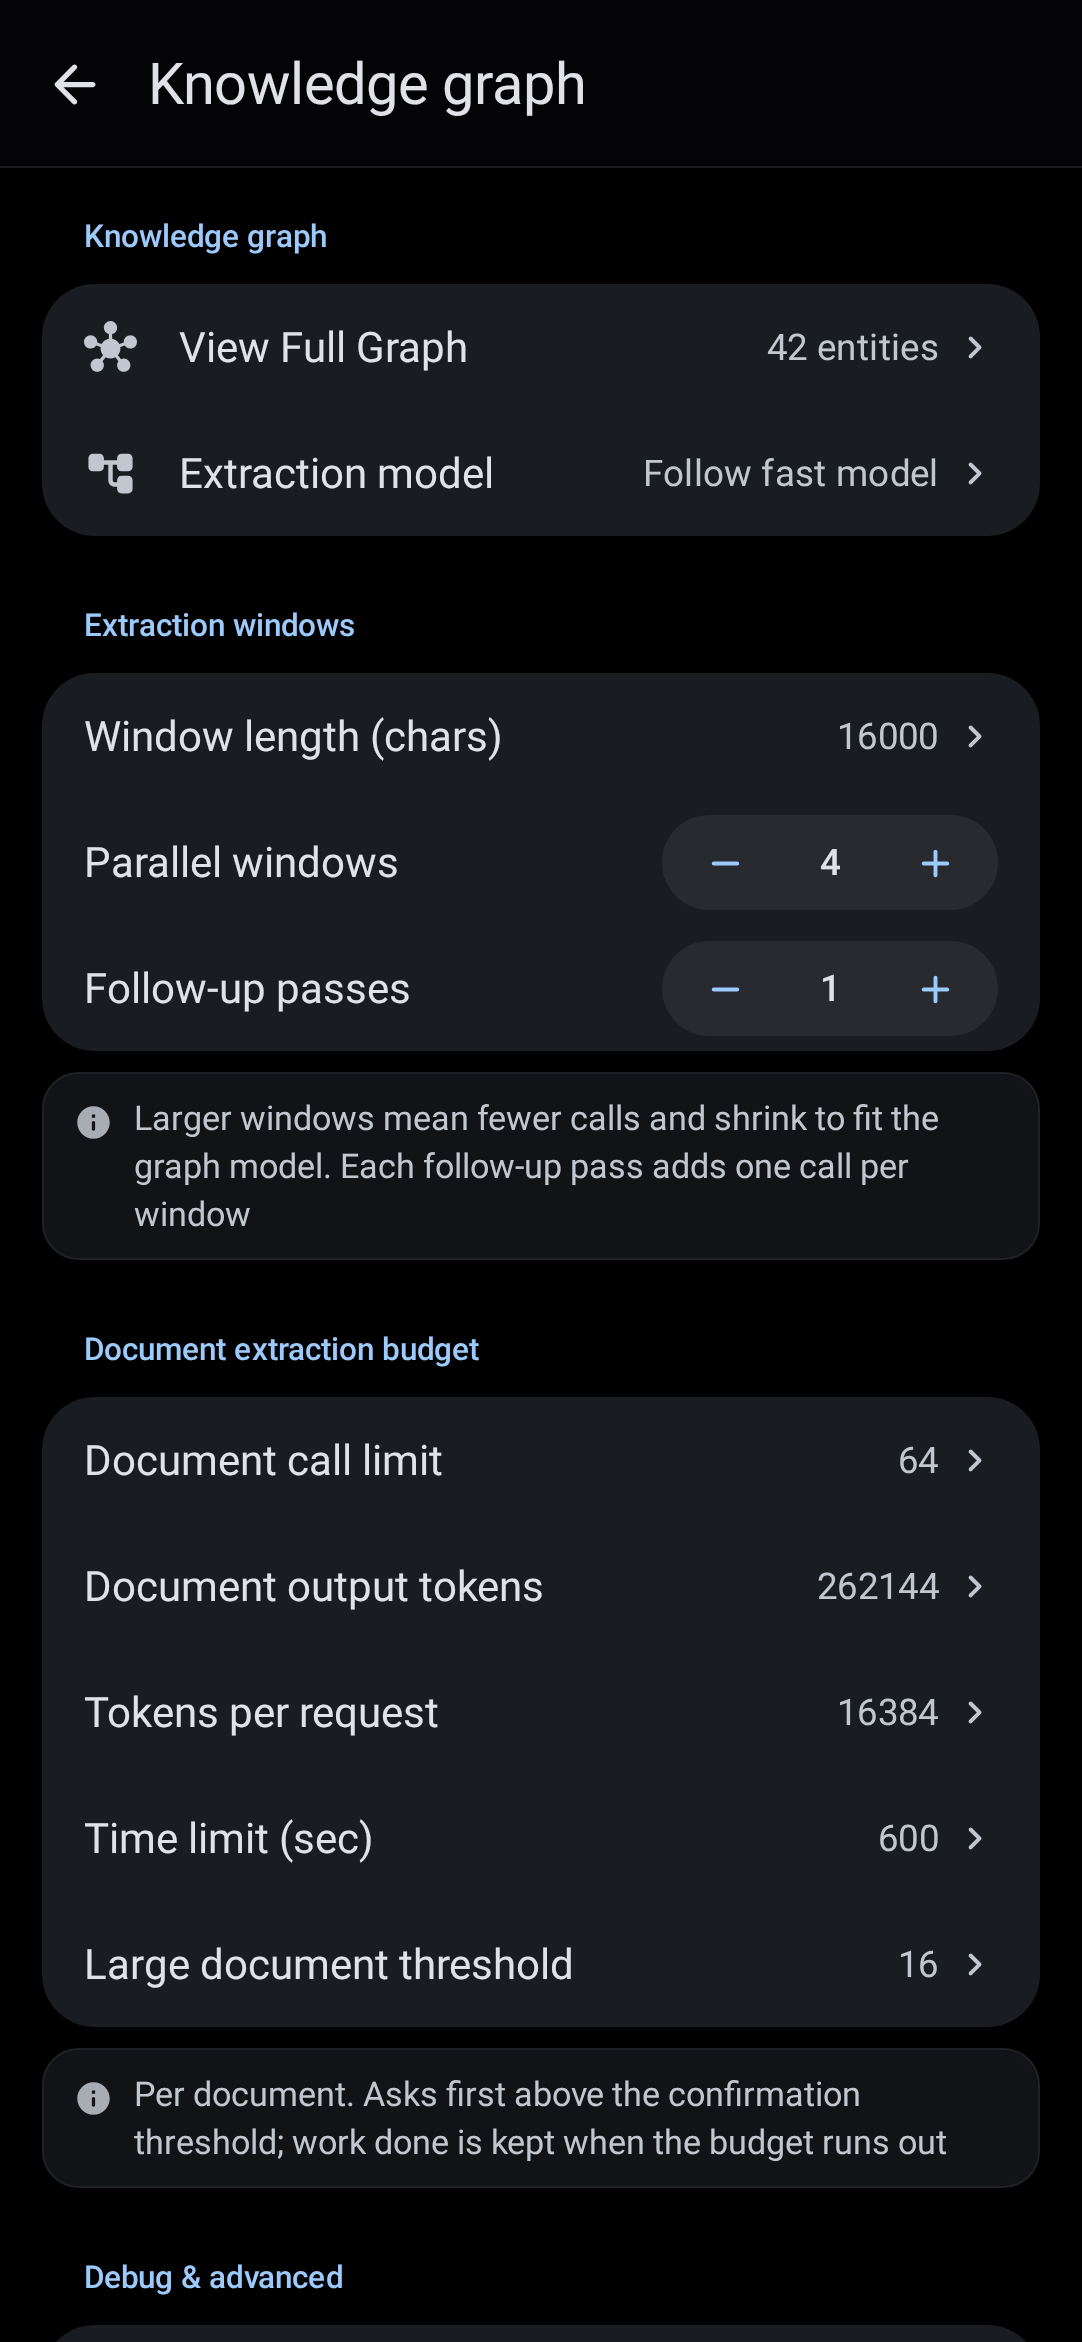 Knowledge graph
Knowledge graph
View Full Graph 42 entities
Extraction model Follow fast model
Extraction windows
Window length (chars) 16000
Parallel windows − 4 +
Follow-up passes − 1 +
Larger windows mean fewer calls and shrink to fit the
graph model. Each follow-up pass adds one call per
window
Document extraction budget
Document call limit 64
Document output tokens 262144
Tokens per request 16384
Time limit (sec) 600
Large document threshold 16
Per document. Asks first above the confirmation
threshold; work done is kept when the budget runs out
Debug & advanced